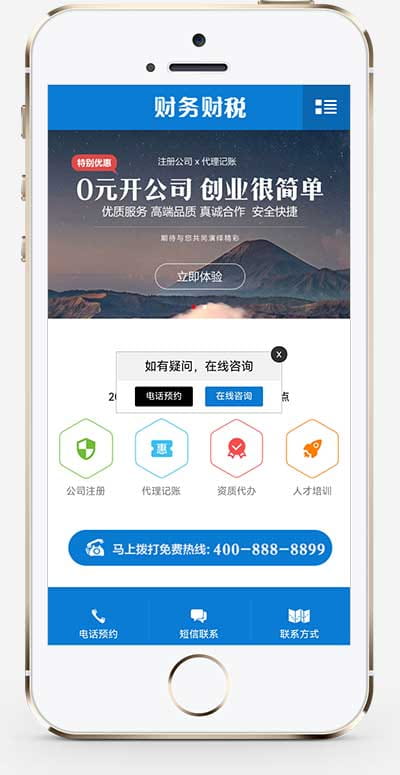 财务财税
特别优惠
注册公司 x 代理记账
0元开公司 创业很简单
优质服务 高端品质 真诚合作 安全快捷
期待与您共同演绎精彩
立即体验
x
如有疑问，在线咨询
20
点
电话预约
在线咨询
惠
公司注册
代理记账
资质代办
人才培训
马上拨打免费热线: 400-888-8899
电话预约
短信联系
联系方式